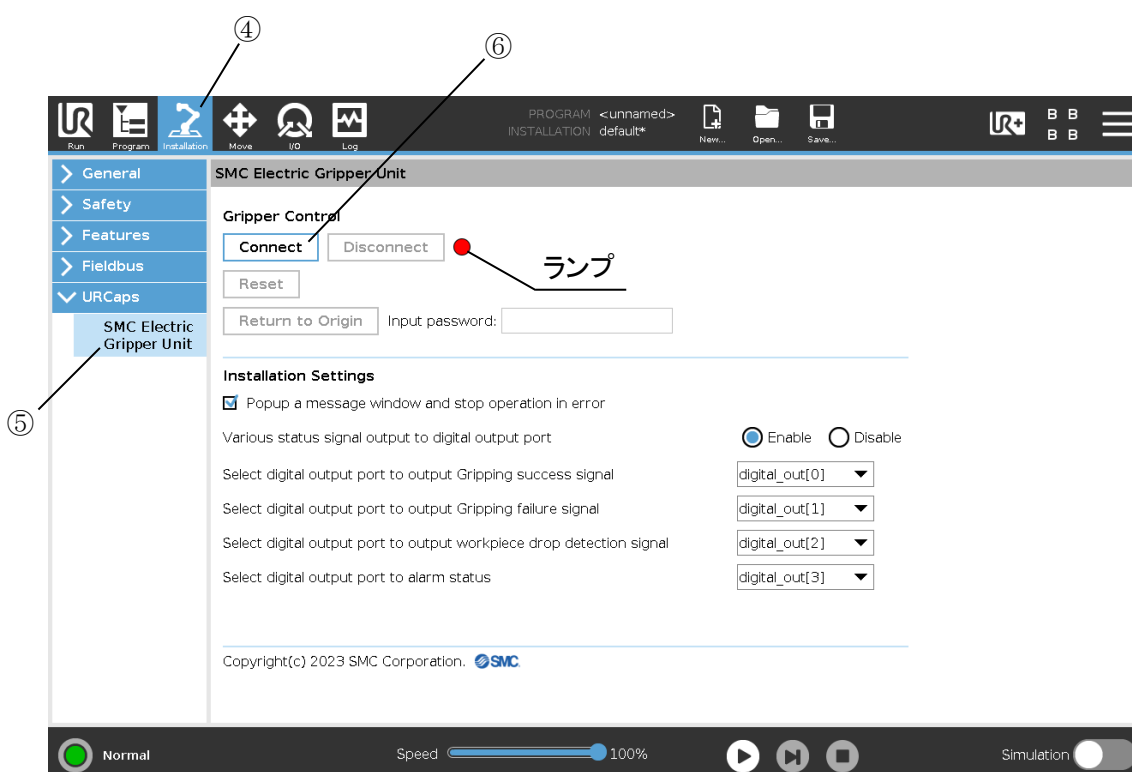 ④
⑥
PROGRAM <unnamed>
INSTALLATION default*
Run Program Installation Move I/O Log New... Open... Save...
UR+
B B
B B
General
Safety
Features
Fieldbus
URCaps
SMC Electric
Gripper Unit
⑤
SMC Electric Gripper Unit
Gripper Control
Connect Disconnect
ランプ
Reset
Return to Origin Input password:
Installation Settings
Popup a message window and stop operation in error
Various status signal output to digital output port Enable Disable
Select digital output port to output Gripping success signal digital_out[0]
Select digital output port to output Gripping failure signal digital_out[1]
Select digital output port to output workpiece drop detection signal digital_out[2]
Select digital output port to alarm status digital_out[3]
Copyright(c) 2023 SMC Corporation. SMC.
Normal Speed 100% Simulation